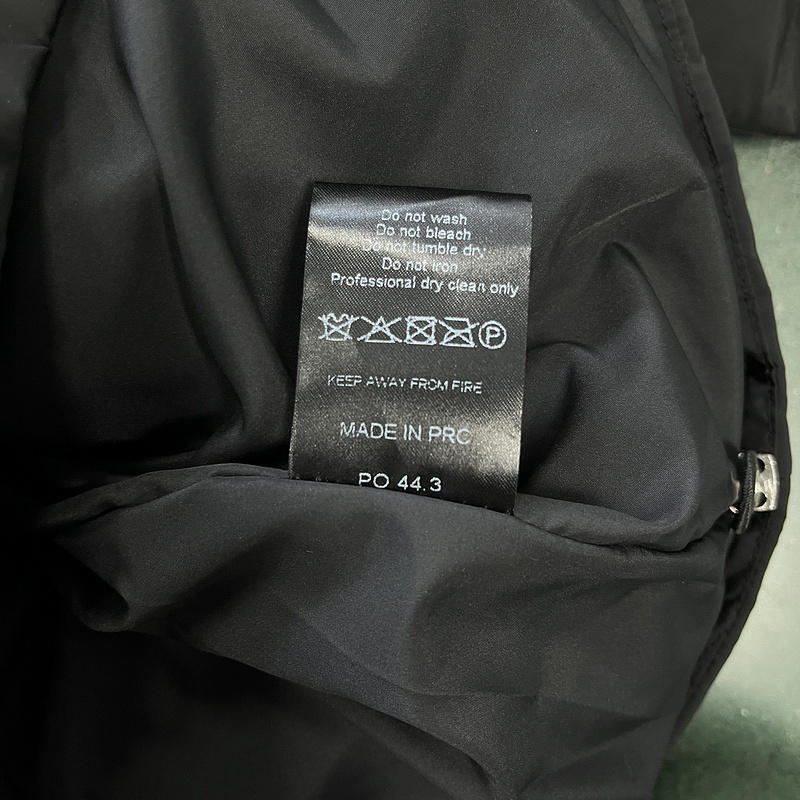 Do not wash
Do not bleach
Do not tumble dry
Do not iron
Professional dry clean only
P
KEEP AWAY FROM FIRE
MADE IN PRC
PO 44.3